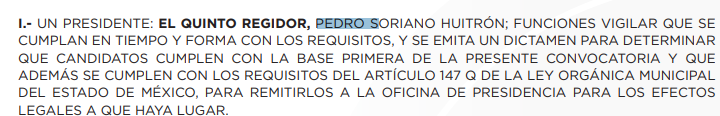 I.- UN PRESIDENTE: EL QUINTO REGIDOR, PEDRO SORIANO HUITRÓN; FUNCIONES VIGILAR QUE SE
CUMPLAN EN TIEMPO Y FORMA CON LOS REQUISITOS, Y SE EMITA UN DICTAMEN PARA DETERMINAR
QUE CANDIDATOS CUMPLEN CON LA BASE PRIMERA DE LA PRESENTE CONVOCATORIA Y QUE
ADEMÁS SE CUMPLEN CON LOS REQUISITOS DEL ARTÍCULO 147 Q DE LA LEY ORGÁNICA MUNICIPAL
DEL ESTADO DE MÉXICO, PARA REMITIRLOS A LA OFICINA DE PRESIDENCIA PARA LOS EFECTOS
LEGALES A QUE HAYA LUGAR.